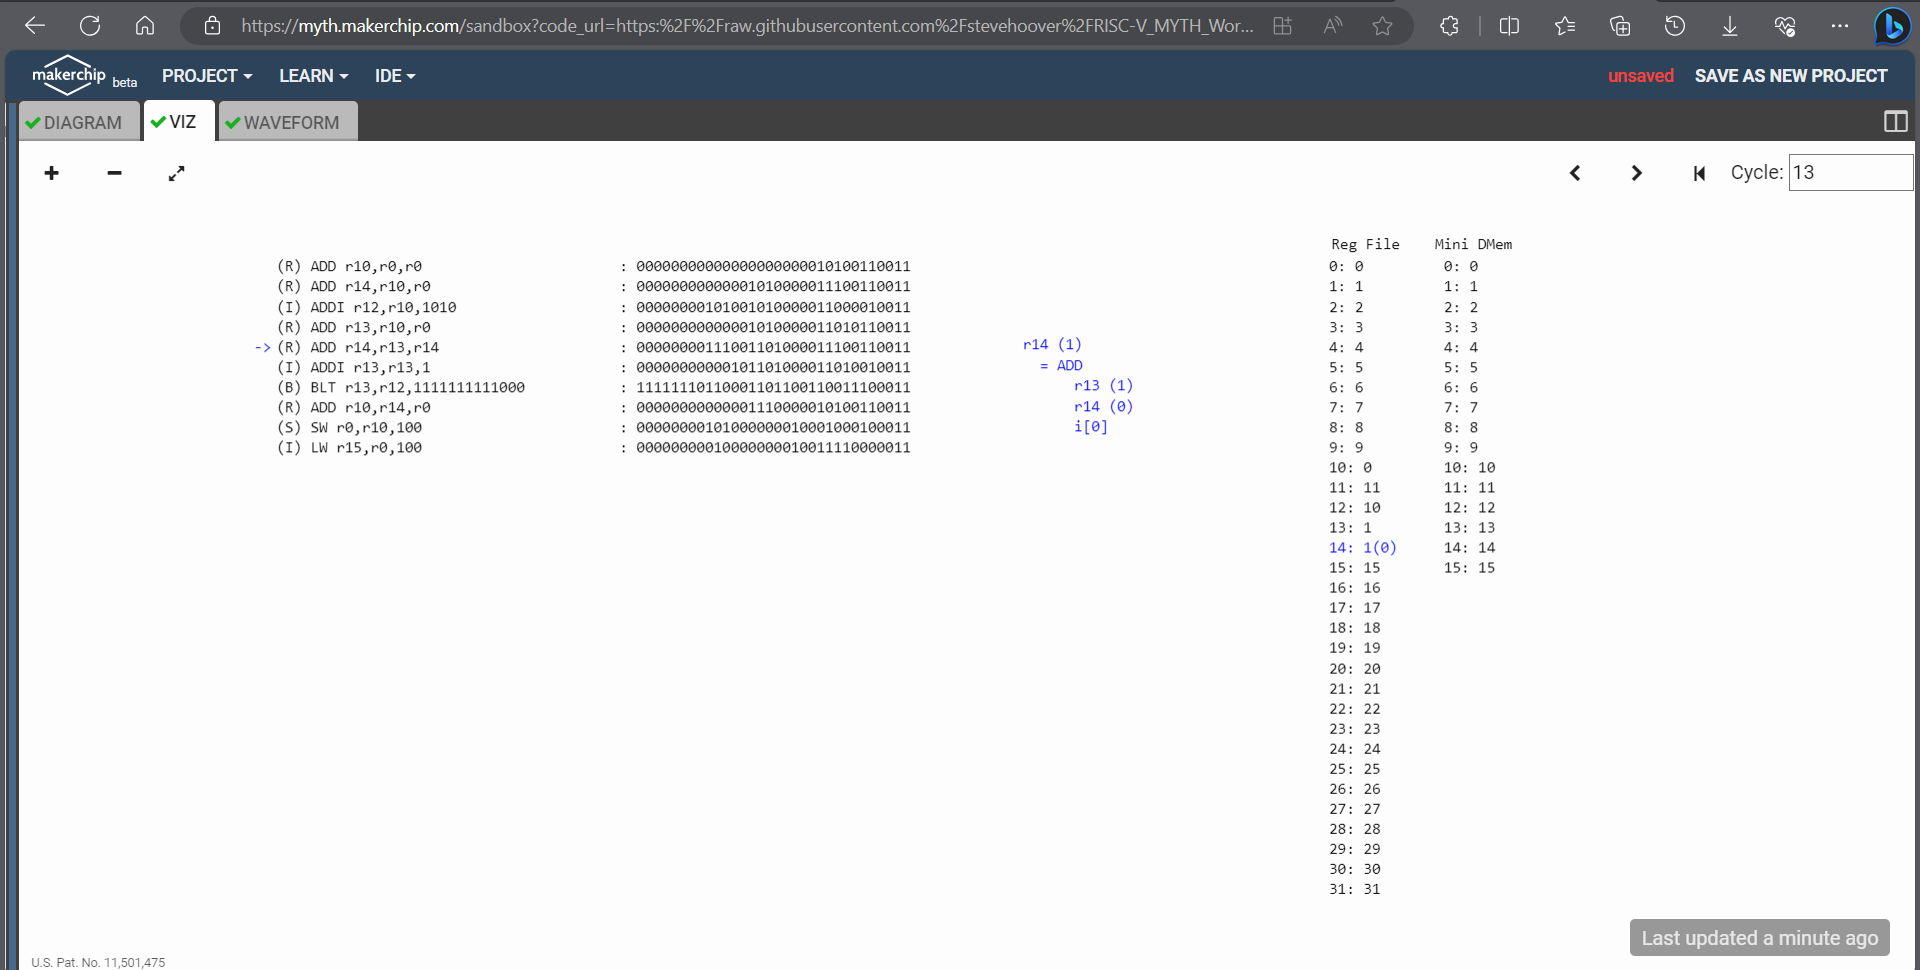 https://myth.makerchip.com/sandbox?code_url=https:%2F%2Fraw.githubusercontent.com%2Fstevehoover%2FRISC-V_MYTH_Wor...
makerchip beta PROJECT LEARN IDE unsaved SAVE AS NEW PROJECT
DIAGRAM VIZ WAVEFORM
Cycle: 13
Reg File Mini DMem
(R) ADD r10,r0,r0 : 00000000000000000000010100110011 0: 0 0: 0
(R) ADD r14,r10,r0 : 00000000000001010000011100110011 1: 1 1: 1
(I) ADDI r12,r10,1010 : 00000000101001010000011000010011 2: 2 2: 2
(R) ADD r13,r10,r0 : 00000000000001010000011010110011 3: 3 3: 3
-> (R) ADD r14,r13,r14 : 00000000111001101000011100110011 r14 (1) 4: 4 4: 4
(I) ADDI r13,r13,1 : 00000000000101101000011010010011 = ADD 5: 5 5: 5
(B) BLT r13,r12,1111111111000 : 11111110110001101100110011100011 r13 (1) 6: 6 6: 6
(R) ADD r10,r14,r0 : 00000000000001110000010100110011 r14 (0) 7: 7 7: 7
(S) SW r0,r10,100 : 00000000101000000010001000100011 i[0] 8: 8 8: 8
(I) LW r15,r0,100 : 00000000010000000010011110000011 9: 9 9: 9
10: 0 10: 10
11: 11 11: 11
12: 10 12: 12
13: 1 13: 13
14: 1(0) 14: 14
15: 15 15: 15
16: 16
17: 17
18: 18
19: 19
20: 20
21: 21
22: 22
23: 23
24: 24
25: 25
26: 26
27: 27
28: 28
29: 29
30: 30
31: 31
Last updated a minute ago
U.S. Pat. No. 11,501,475